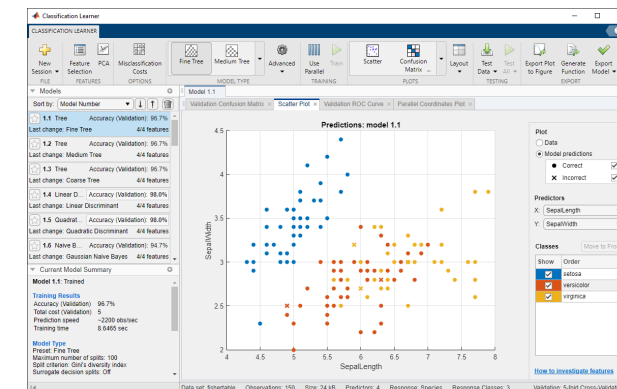 Classification Learner
CLASSIFICATION LEARNER
New Session
Feature Selection
PCA
Misclassification Costs
Fine Tree
Medium Tree
Advanced
Use Parallel
Train
Scatter
Confusion Matrix
Layout
Test Data
Test All
Export Plot to Figure
Generate Function
Export Model
FILE
FEATURES
OPTIONS
MODEL TYPE
TRAINING
PLOTS
TESTING
EXPORT
Models
Sort by: Model Number
1.1 Tree Accuracy (Validation): 96.7%
Last change: Fine Tree 4/4 features
1.2 Tree Accuracy (Validation): 96.7%
Last change: Medium Tree 4/4 features
1.3 Tree Accuracy (Validation): 96.7%
Last change: Coarse Tree 4/4 features
1.4 Linear D... Accuracy (Validation): 98.0%
Last change: Linear Discriminant 4/4 features
1.5 Quadrat... Accuracy (Validation): 98.0%
Last change: Quadratic Discriminant 4/4 features
1.6 Naive B... Accuracy (Validation): 94.7%
Last change: Gaussian Naive Bayes 4/4 features
Current Model Summary
Model 1.1: Trained
Training Results
Accuracy (Validation) 96.7%
Total cost (Validation) 5
Prediction speed ~2200 obs/sec
Training time 8.6465 sec
Model Type
Preset: Fine Tree
Maximum number of splits: 100
Split criterion: Gini's diversity index
Surrogate decision splits: Off
Model 1.1
Validation Confusion Matrix
Scatter Plot
Validation ROC Curve
Parallel Coordinates Plot
Predictions: model 1.1
4.5
4
3.5
3
2.5
2
SepalWidth
4 4.5 5 5.5 6 6.5 7 7.5 8
SepalLength
Plot
Data
Model predictions
Correct
Incorrect
Predictors
X: SepalLength
Y: SepalWidth
Classes
Move to Fro
Show Order
setosa
versicolor
virginica
How to investigate features
Data set: fishertable Observations: 150 Size: 24 kB Predictors: 4 Response: Species Response Classes: 3 Validation: 5-fold Cross-Valida